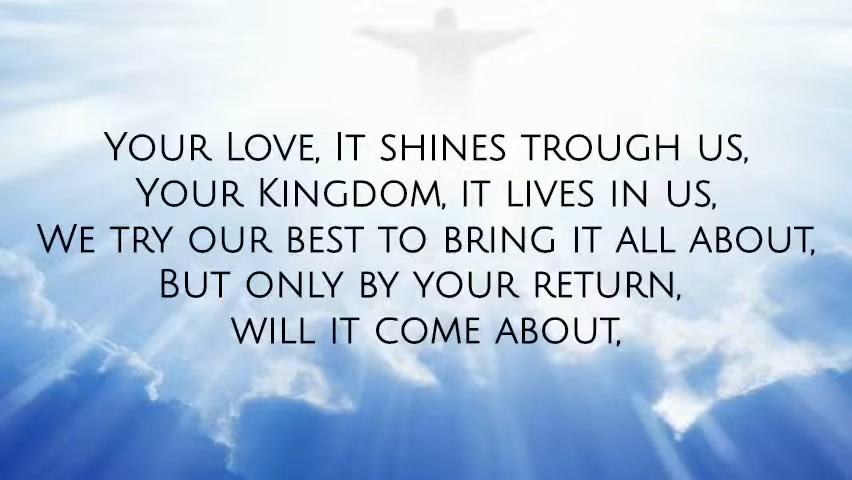 Your Love, It shines trough us,
Your Kingdom, it lives in us,
We try our best to bring it all about,
But only by your return,
will it come about,